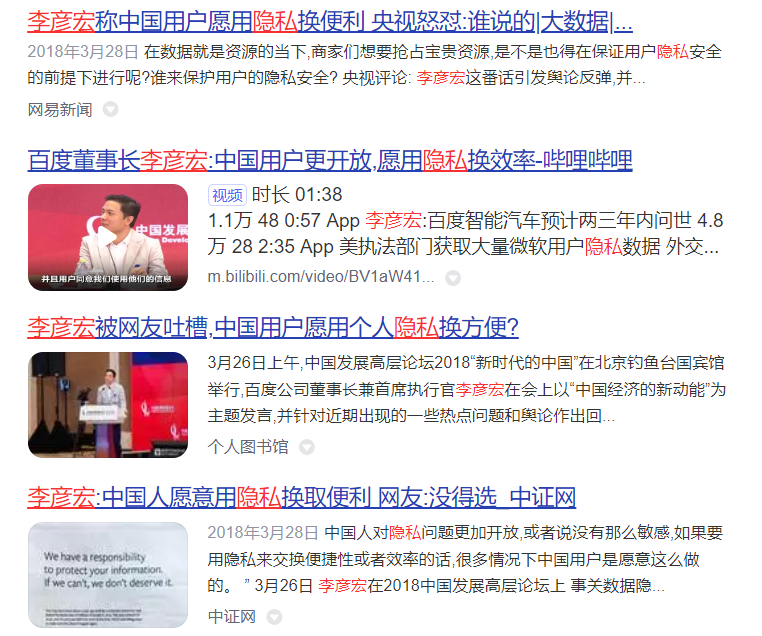 李彦宏称中国用户愿用隐私换便利 央视怒怼:谁说的|大数据|...
2018年3月28日 在数据就是资源的当下,商家们想要抢占宝贵资源,是不是也得在保证用户隐私安全
的前提下进行呢?谁来保护用户的隐私安全? 央视评论: 李彦宏这番话引发舆论反弹,并...
网易新闻
百度董事长李彦宏:中国用户更开放,愿用隐私换效率-哔哩哔哩
中国发展
Develo
并且用户同意我们使用他们的信息
视频 时长 01:38
1.1万 48 0:57 App 李彦宏:百度智能汽车预计两三年内问世 4.8
万 28 2:35 App 美执法部门获取大量微软用户隐私数据 外交...
m.bilibili.com/video/BV1aW41...
李彦宏被网友吐槽,中国用户愿用个人隐私换方便?
3月26日上午,中国发展高层论坛2018“新时代的中国”在北京钓鱼台国宾馆
举行,百度公司董事长兼首席执行官李彦宏在会上以“中国经济的新动能”为
主题发言,并针对近期出现的一些热点问题和舆论作出回...
个人图书馆
李彦宏:中国人愿意用隐私换取便利 网友:没得选_中证网
We have a responsibility
to protect your information.
If we can't, we don't deserve it.
2018年3月28日 中国人对隐私问题更加开放,或者说没有那么敏感,如果要
用隐私来交换便捷性或者效率的话,很多情况下中国用户是愿意这么做
的。 ” 3月26日 李彦宏在2018中国发展高层论坛上 事关数据隐...
中证网